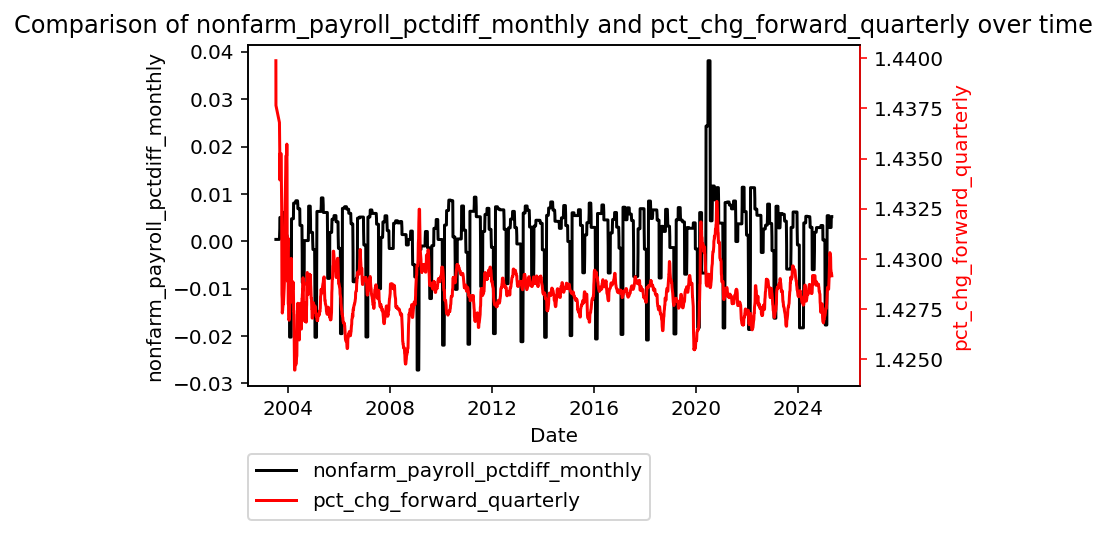 Comparison of nonfarm_payroll_pctdiff_monthly and pct_chg_forward_quarterly over time
nonfarm_payroll_pctdiff_monthly
0.04
0.03
0.02
0.01
0.00
−0.01
−0.02
−0.03
1.4400
1.4375
1.4350
1.4325
1.4300
1.4275
1.4250
pct_chg_forward_quarterly
2004 2008 2012 2016 2020 2024
Date
nonfarm_payroll_pctdiff_monthly
pct_chg_forward_quarterly